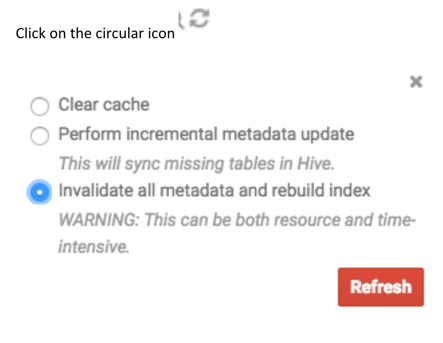 Click on the circular icon
Clear cache
Perform incremental metadata update
This will sync missing tables in Hive.
Invalidate all metadata and rebuild index
WARNING: This can be both resource and time-
intensive.
Refresh